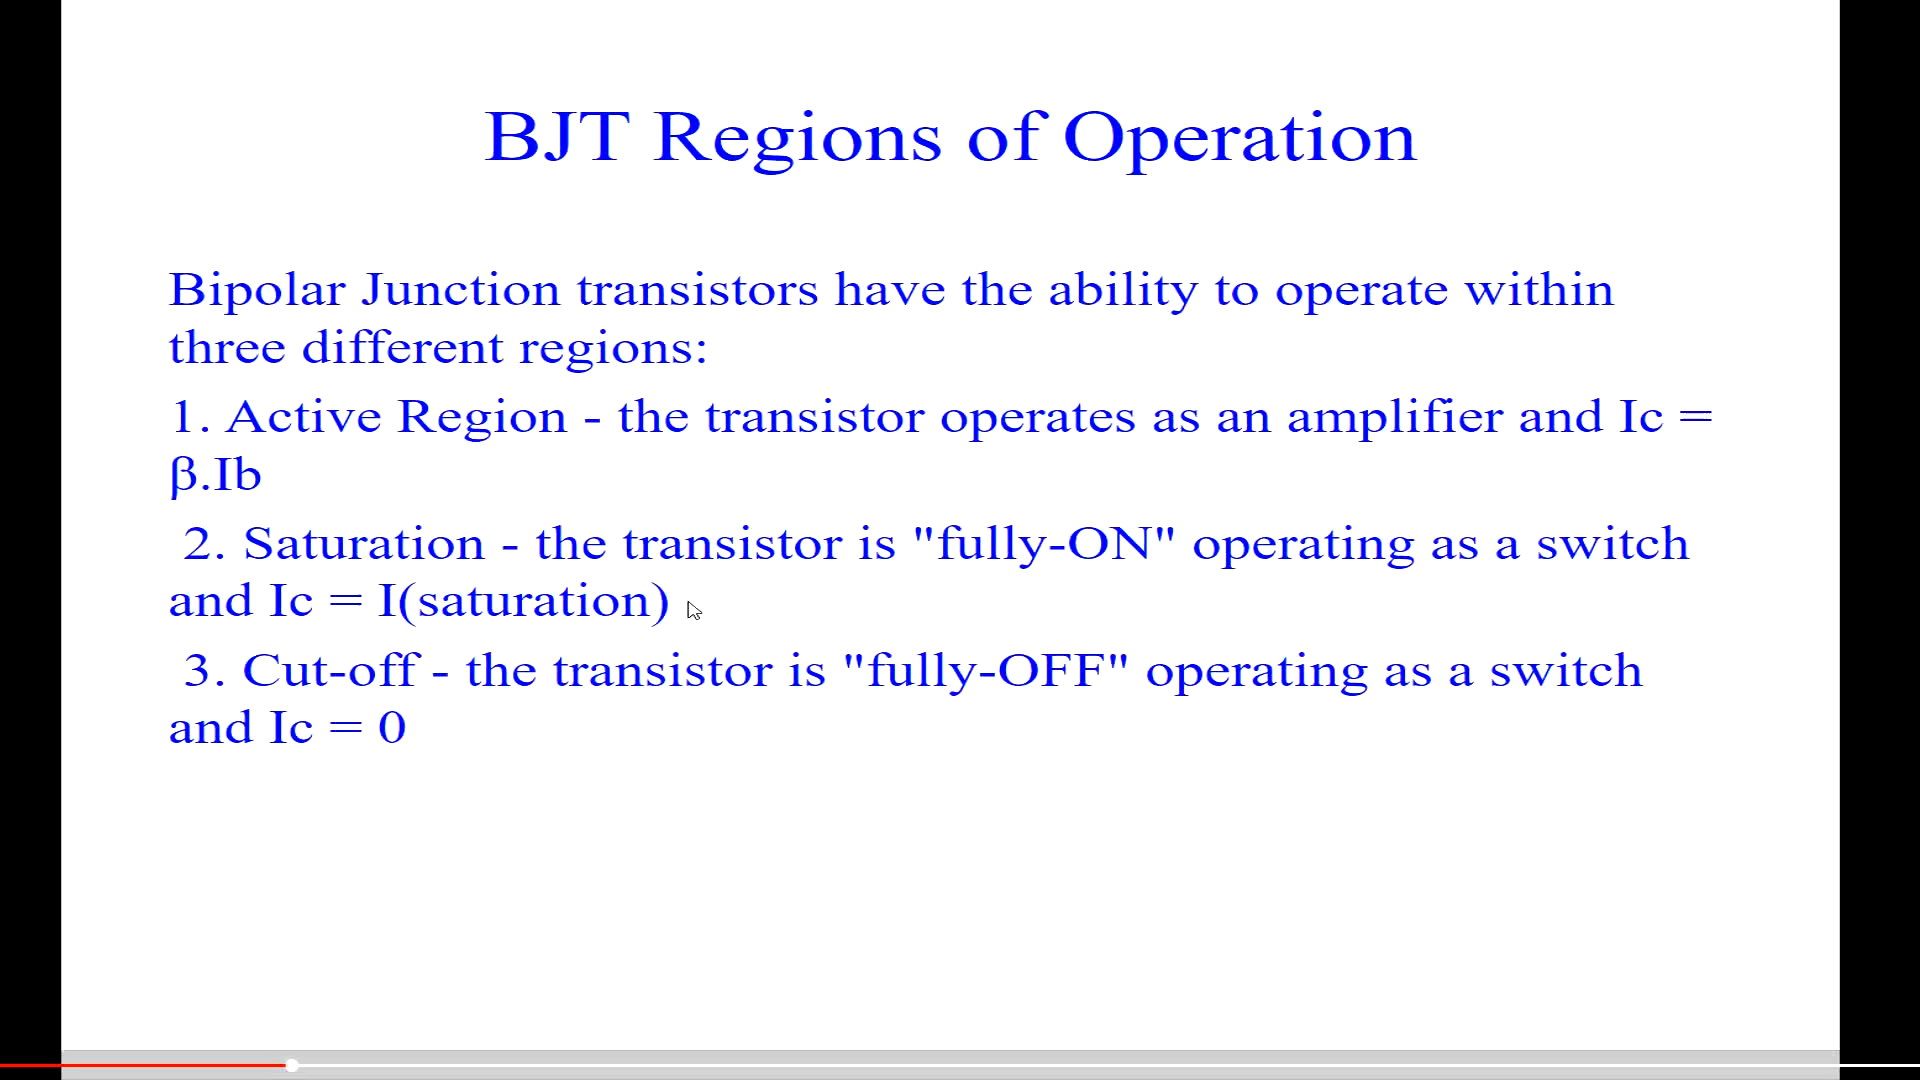 BJT Regions of Operation
Bipolar Junction transistors have the ability to operate within
three different regions:
1. Active Region - the transistor operates as an amplifier and Ic =
β.Ib
2. Saturation - the transistor is "fully-ON" operating as a switch
and Ic = I(saturation)
3. Cut-off - the transistor is "fully-OFF" operating as a switch
and Ic = 0